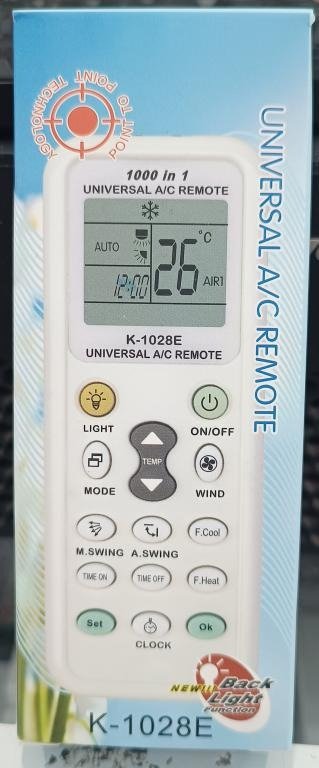 POINT TO POINT TECHNOLOGY
UNIVERSAL A/C REMOTE
1000 in 1
UNIVERSAL A/C REMOTE
AUTO
26 °C
12:00
AIR1
K-1028E
UNIVERSAL A/C REMOTE
LIGHT
ON/OFF
TEMP
MODE
WIND
F.Cool
M.SWING
A.SWING
TIME ON
TIME OFF
F.Heat
Set
Ok
CLOCK
NEW!!!
Back
Light
Function
K-1028E